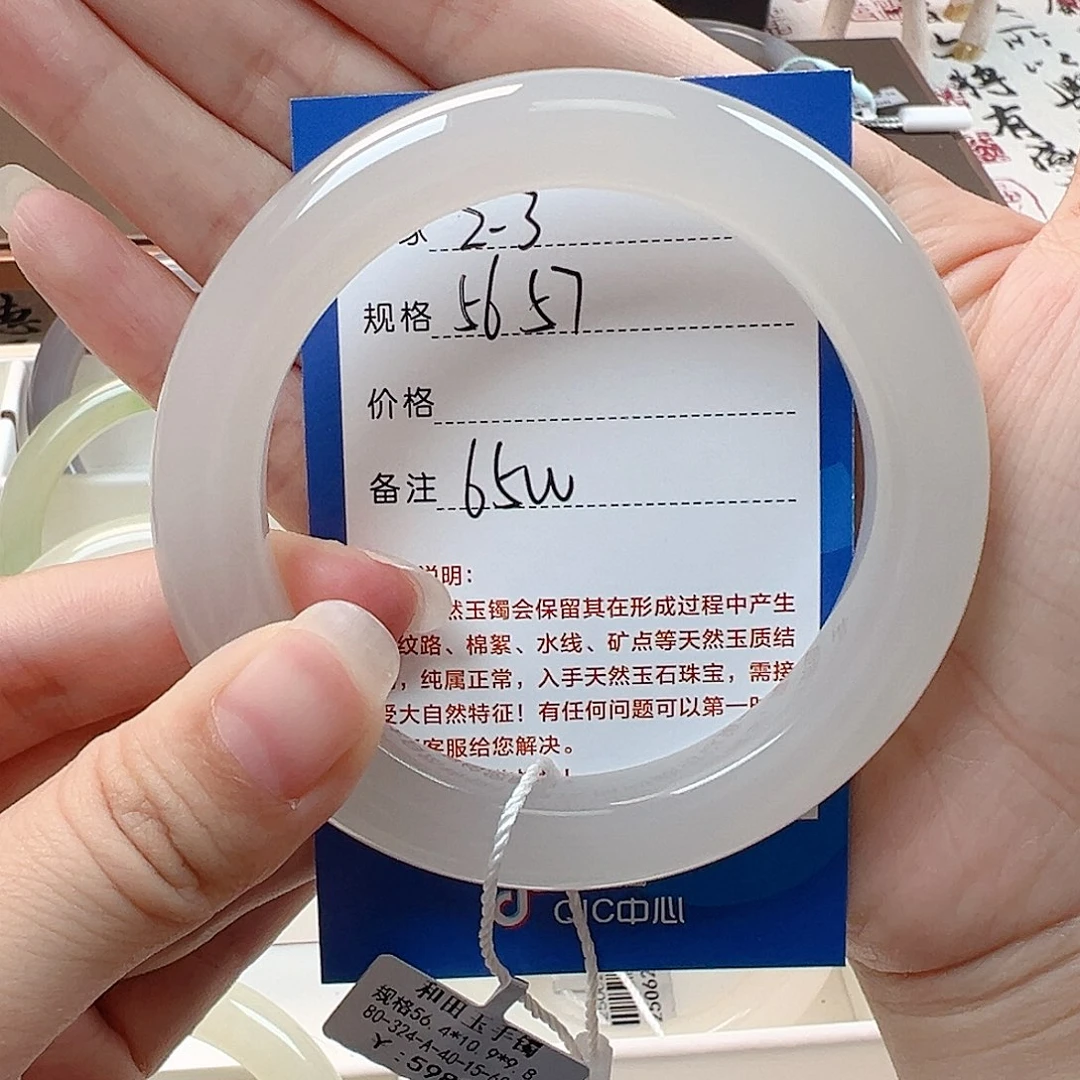 2-3
规格 56 57
价格
备注 65w
说明：
然玉镯会保留其在形成过程中产生
纹路、棉絮、水线、矿点等天然玉质结
，纯属正常，入手天然玉石珠宝，需接
受大自然特征！有任何问题可以第一时
客服给您解决。
QIC中心
和田玉手镯
规格56.4*10.9*9.8
80-324-A-40-15-6
￥:598
特有